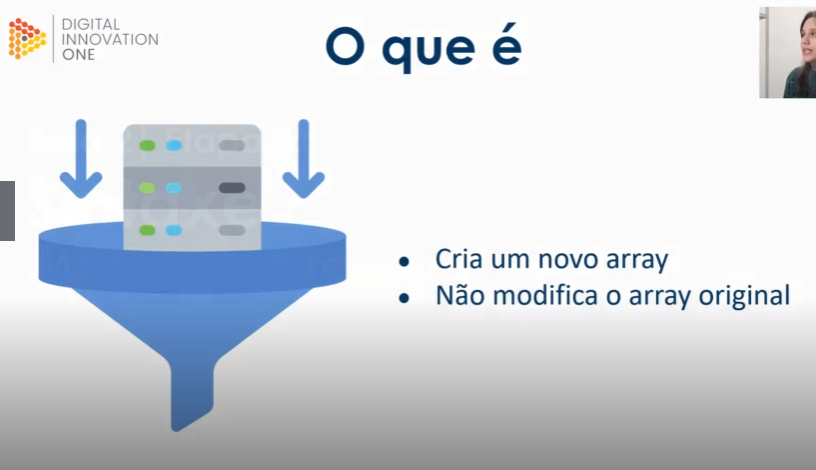 DIGITAL
INNOVATION
ONE
O que é
Cria um novo array
Não modifica o array original